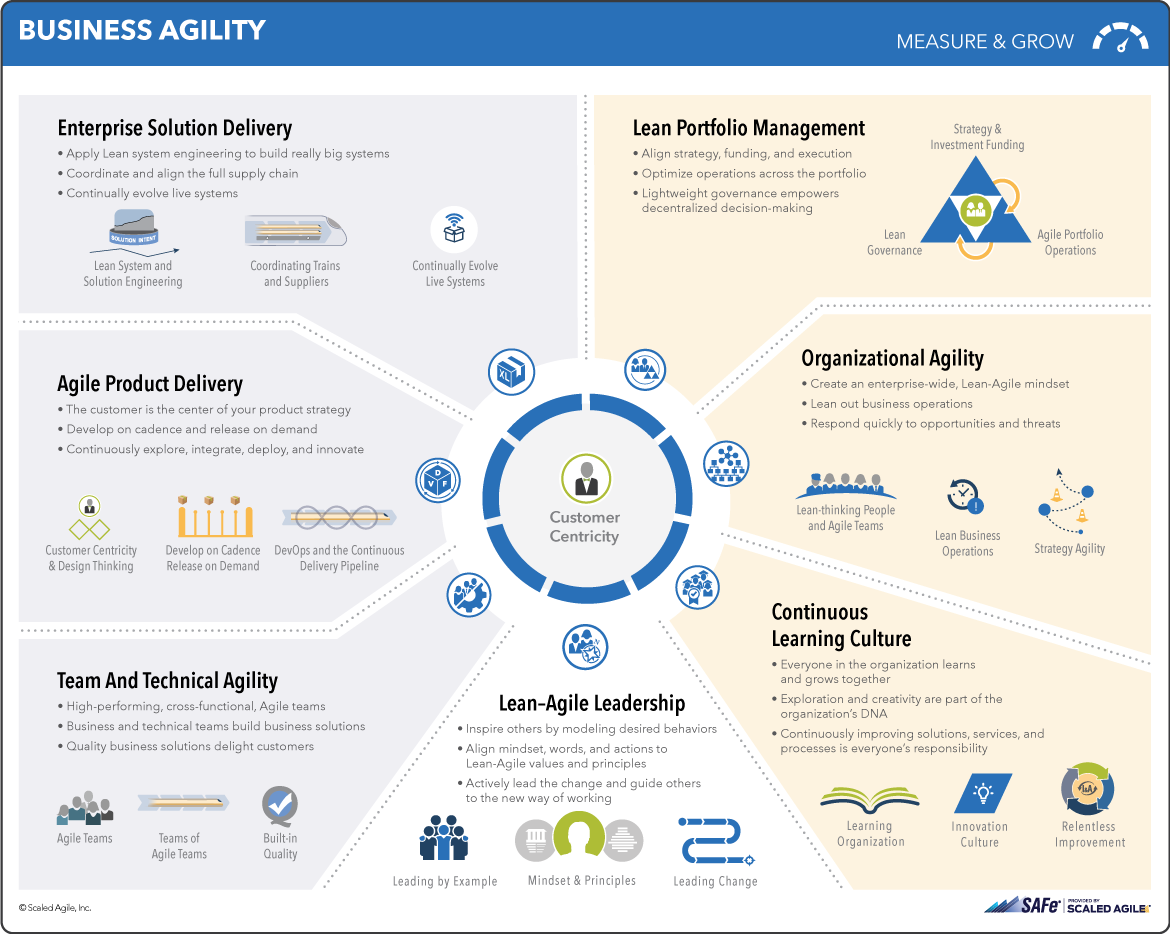 BUSINESS AGILITY
MEASURE & GROW
Enterprise Solution Delivery
• Apply Lean system engineering to build really big systems
• Coordinate and align the full supply chain
• Continually evolve live systems
SOLUTION INTENT
Lean System and
Solution Engineering
Coordinating Trains
and Suppliers
Continually Evolve
Live Systems
Lean Portfolio Management
• Align strategy, funding, and execution
• Optimize operations across the portfolio
• Lightweight governance empowers
decentralized decision-making
Strategy &
Investment Funding
Lean
Governance
Agile Portfolio
Operations
Agile Product Delivery
• The customer is the center of your product strategy
• Develop on cadence and release on demand
• Continuously explore, integrate, deploy, and innovate
Customer Centricity
& Design Thinking
Develop on Cadence
Release on Demand
DevOps and the Continuous
Delivery Pipeline
XL
D
V F
Customer
Centricity
Organizational Agility
• Create an enterprise-wide, Lean-Agile mindset
• Lean out business operations
• Respond quickly to opportunities and threats
Lean-thinking People
and Agile Teams
!
Lean Business
Operations
Strategy Agility
Team And Technical Agility
• High-performing, cross-functional, Agile teams
• Business and technical teams build business solutions
• Quality business solutions delight customers
Agile Teams
Teams of
Agile Teams
Built-in
Quality
N
Lean–Agile Leadership
• Inspire others by modeling desired behaviors
• Align mindset, words, and actions to
Lean-Agile values and principles
• Actively lead the change and guide others
to the new way of working
Leading by Example
Mindset & Principles
Leading Change
Continuous
Learning Culture
• Everyone in the organization learns
and grows together
• Exploration and creativity are part of the
organization’s DNA
• Continuously improving solutions, services, and
processes is everyone’s responsibility
Learning
Organization
Innovation
Culture
I&A
Relentless
Improvement
© Scaled Agile, Inc.
SAFe®
PROVIDED BY
SCALED AGILE